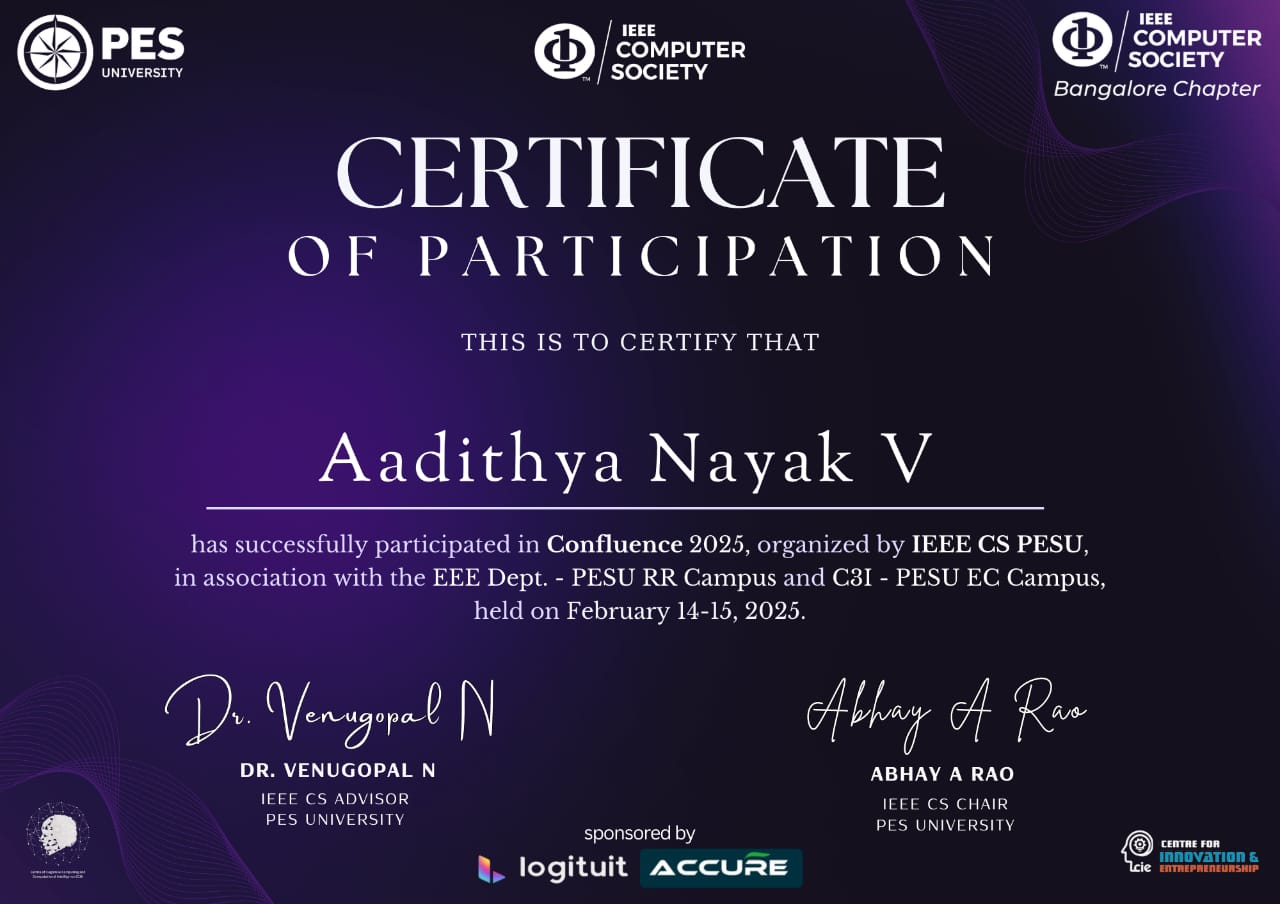 PES
UNIVERSITY
IEEE
COMPUTER
SOCIETY
TM
IEEE
COMPUTER
SOCIETY
TM
Bangalore Chapter
CERTIFICATE
OF PARTICIPATION
THIS IS TO CERTIFY THAT
Aadithya Nayak V
has successfully participated in Confluence 2025, organized by IEEE CS PESU,
in association with the EEE Dept. - PESU RR Campus and C3I - PESU EC Campus,
held on February 14-15, 2025.
Dr. Venugopal N
DR. VENUGOPAL N
IEEE CS ADVISOR
PES UNIVERSITY
Abhay A Rao
ABHAY A RAO
IEEE CS CHAIR
PES UNIVERSITY
sponsored by
logituit
ACCURE
cie
CENTRE FOR
INNOVATION &
ENTREPRENEURSHIP